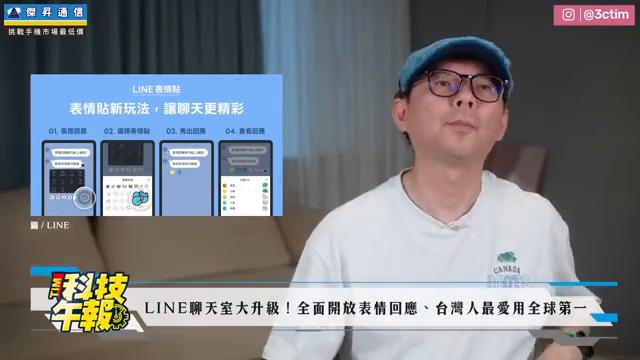 傑昇通信
挑戰手機市場最低價
@3ctim
LINE 表情貼
表情貼新玩法，讓聊天更精彩
01. 長按訊息
02. 選擇表情貼
03. 秀出回應
04. 查看回應
圖 / LINE
CANADA
科技午報
LINE聊天室大升級！全面開放表情回應、台灣人最愛用全球第一